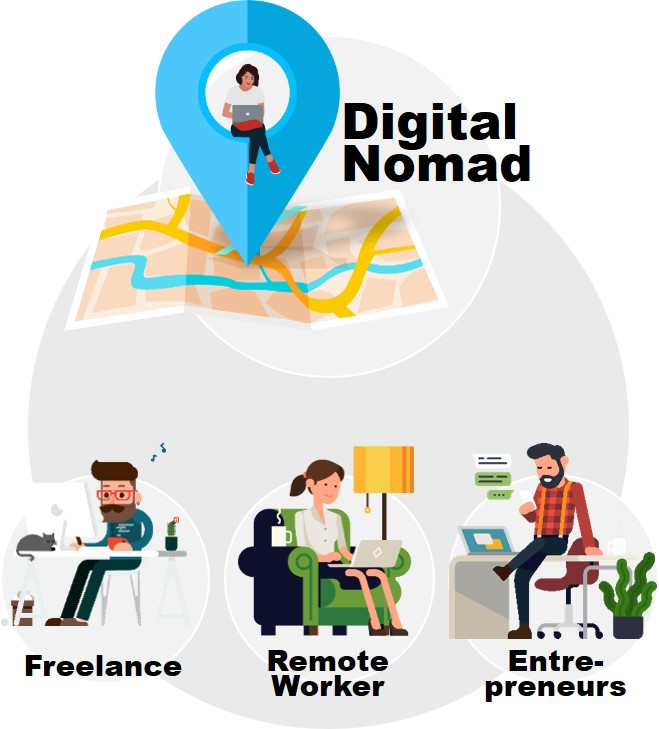 Digital
Nomad
Freelance
Remote
Worker
Entre-
preneurs